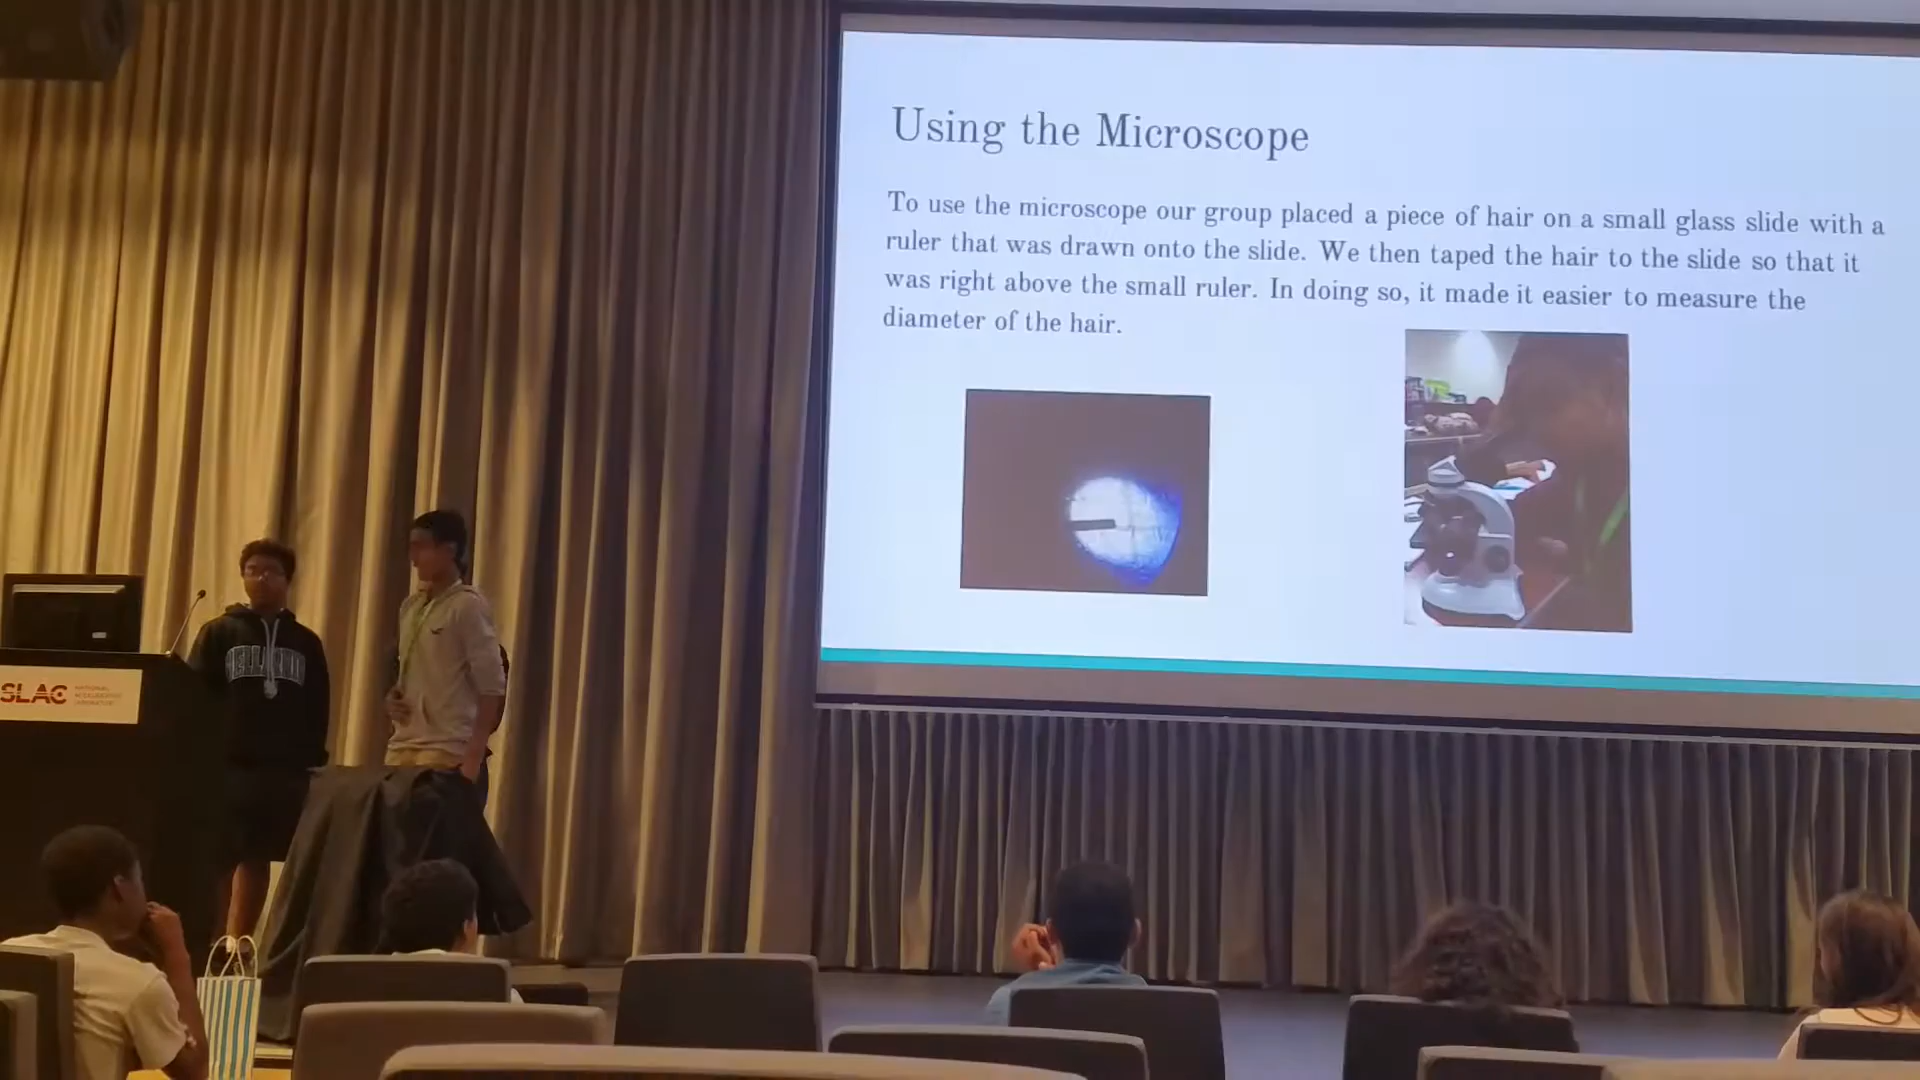 Using the Microscope
To use the microscope our group placed a piece of hair on a small glass slide with a
ruler that was drawn onto the slide. We then taped the hair to the slide so that it
was right above the small ruler. In doing so, it made it easier to measure the
diameter of the hair.
SLAC
NATIONAL
ACCELERATOR
LABORATORY